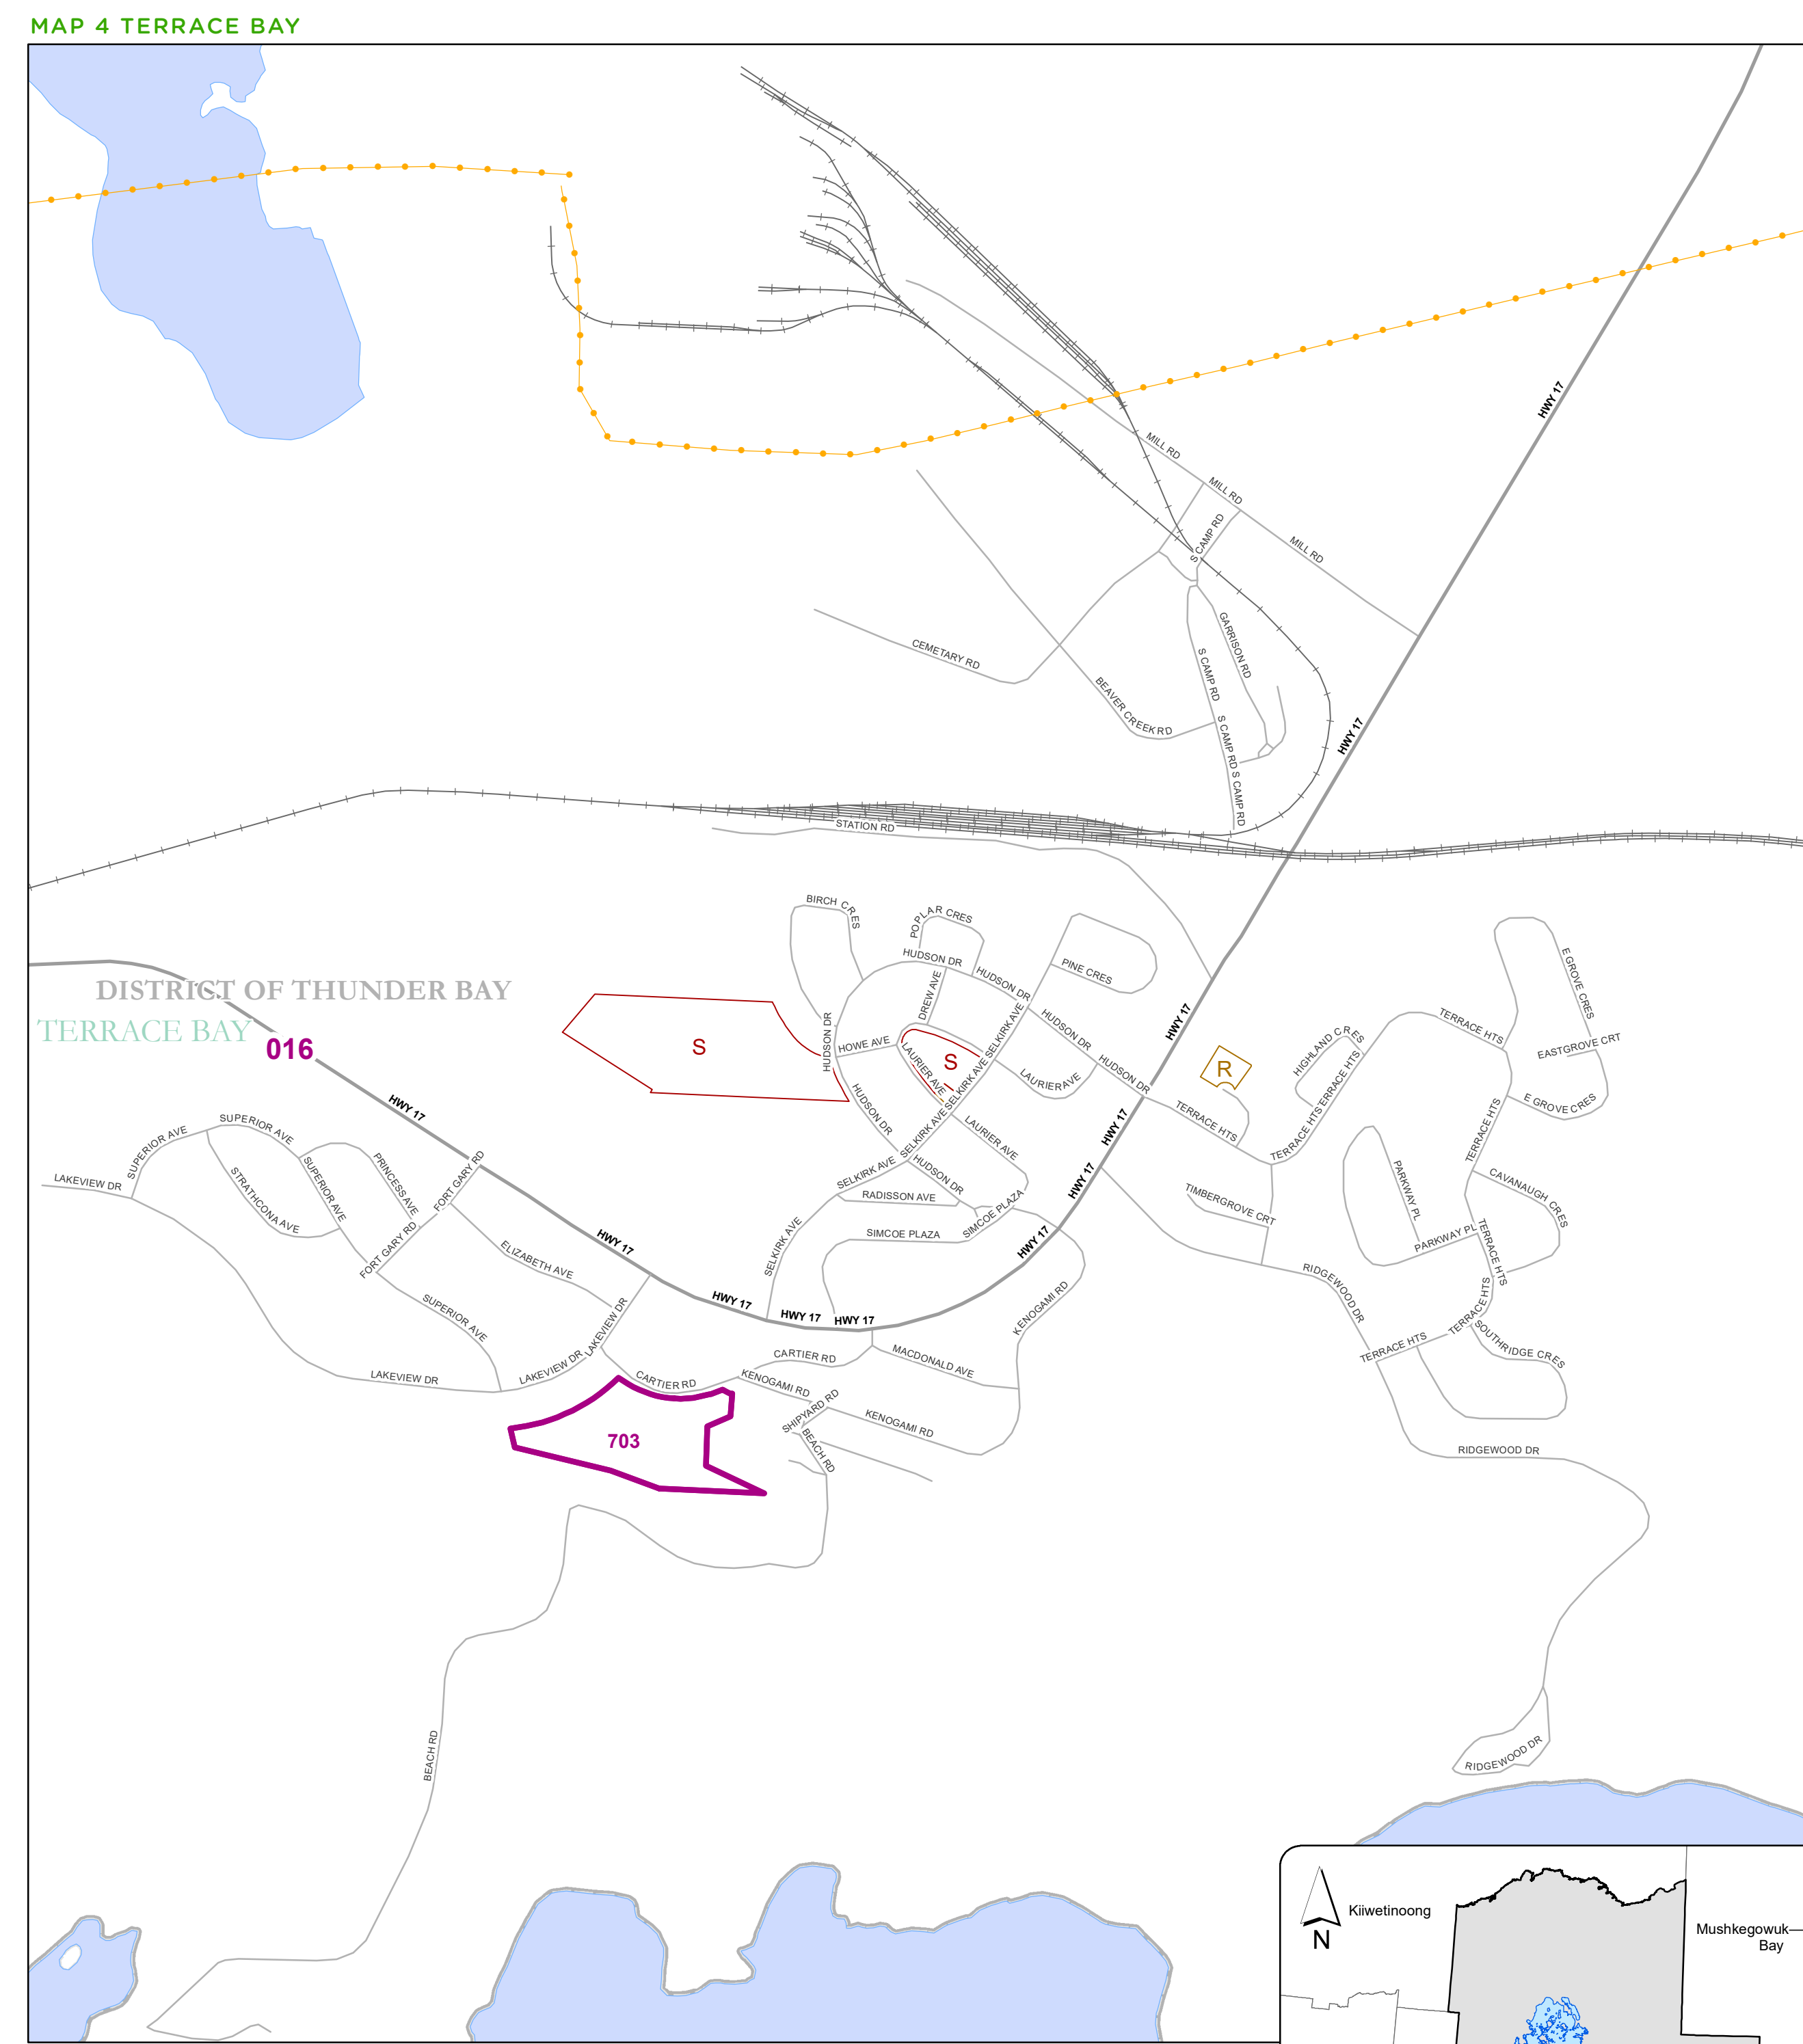 MAP 4 TERRACE BAY
HWY 17
MILL RD
MILL RD
S CAMP RD
MILL RD
GARRISON RD
CEMETARY RD
S CAMP RD
BEAVER CREEK RD
S CAMP RD
HWY 17
S CAMP RD
STATION RD
BIRCH CRES
POPLAR CRES
HUDSON DR
PINE CRES
HUDSON DR
E GROVE CRES
DISTRICT OF THUNDER BAY
DREW AVE
TERRACE BAY
016
S
HUDSON DR
HOWE AVE
SELKIRK AVE
HUDSON DR
HWY 17
TERRACE HTS
HIGHLAND CRES
EASTGROVE CRT
LAURIER AVE
S
SELKIRK AVE
LAURIER AVE
HUDSON DR
R
TERRACE HTS
HWY 17
HUDSON DR
SELKIRK AVE
LAURIER AVE
HWY 17
TERRACE HTS
TERRACE HTS
TERRACE HTS
E GROVE CRES
SUPERIOR AVE
SUPERIOR AVE
LAKEVIEW DR
STRATHCONA AVE
SUPERIOR AVE
PRINCESS AVE
FORT GARY RD
SELKIRK AVE
HUDSON DR
RADISSON AVE
HWY 17
TIMBERGROVE CRT
PARKWAY PL
CAVANAUGH CRES
FORT GARY RD
ELIZABETH AVE
HWY 17
SELKIRK AVE
SIMCOE PLAZA
SIMCOE PLAZA
HWY 17
PARKWAY PL
TERRACE HTS
RIDGEWOOD DR
SUPERIOR AVE
LAKEVIEW DR
HWY 17
HWY 17
HWY 17
KENOGAMI RD
TERRACE HTS
TERRACE HTS
SOUTHRIDGE CRES
LAKEVIEW DR
LAKEVIEW DR
CARTIER RD
CARTIER RD
MACDONALD AVE
KENOGAMI RD
SHIPYARD RD
KENOGAMI RD
703
BEACH RD
RIDGEWOOD DR
BEACH RD
RIDGEWOOD DR
N
Kiiwetinoong
Mushkegowuk
Bay